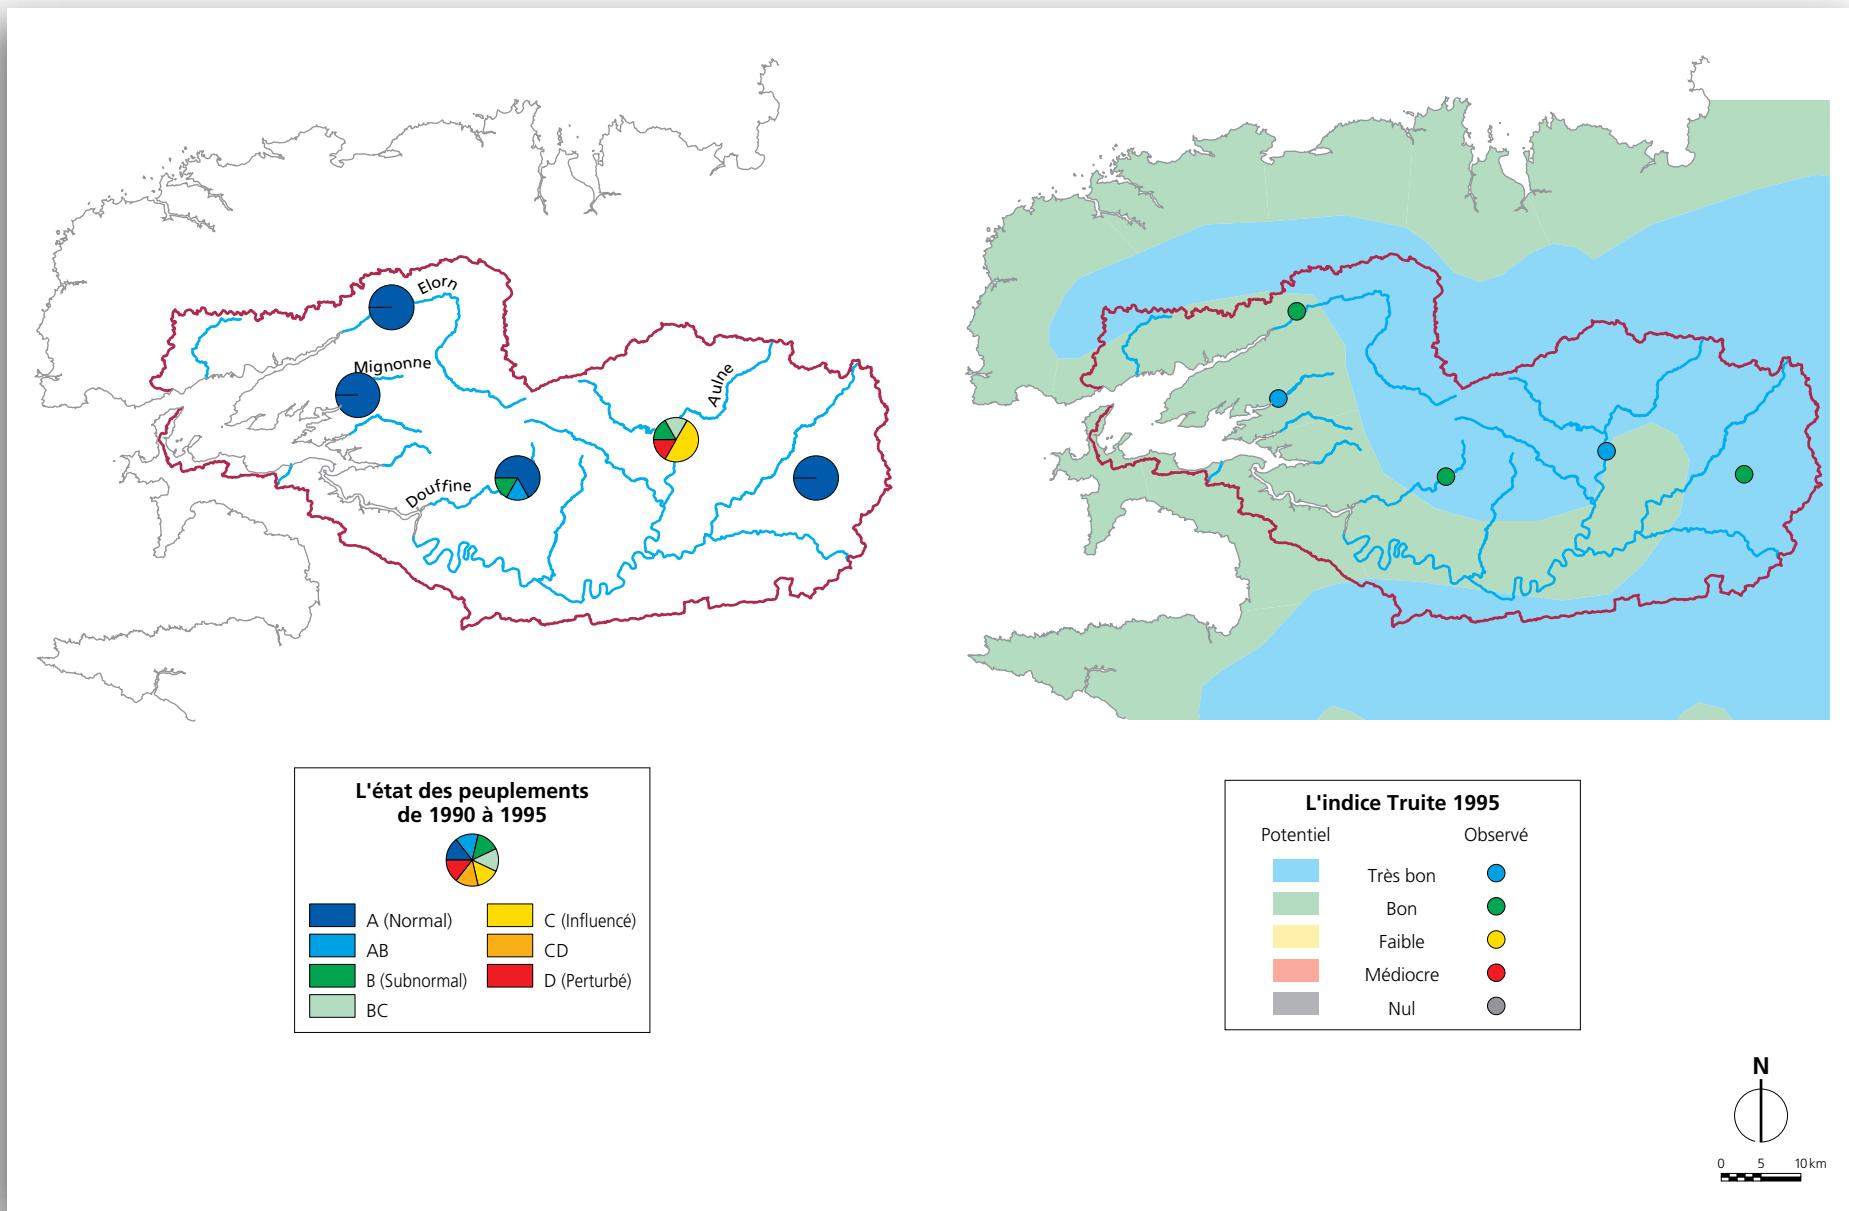 Elorn
Mignonne
Aulne
Douffine
L'état des peuplements
de 1990 à 1995
A (Normal)
AB
B (Subnormal)
BC
C (Influencé)
CD
D (Perturbé)
L'indice Truite 1995
Potentiel Observé
Très bon
Bon
Faible
Médiocre
Nul
N
0 5 10 km